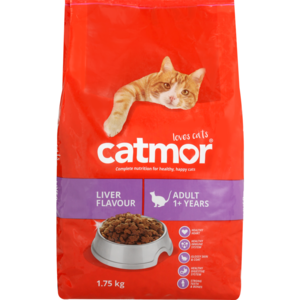 loves cats
catmor
Complete nutrition for healthy, happy cats
LIVER
FLAVOUR
ADULT
1+ YEARS
1.75 kg